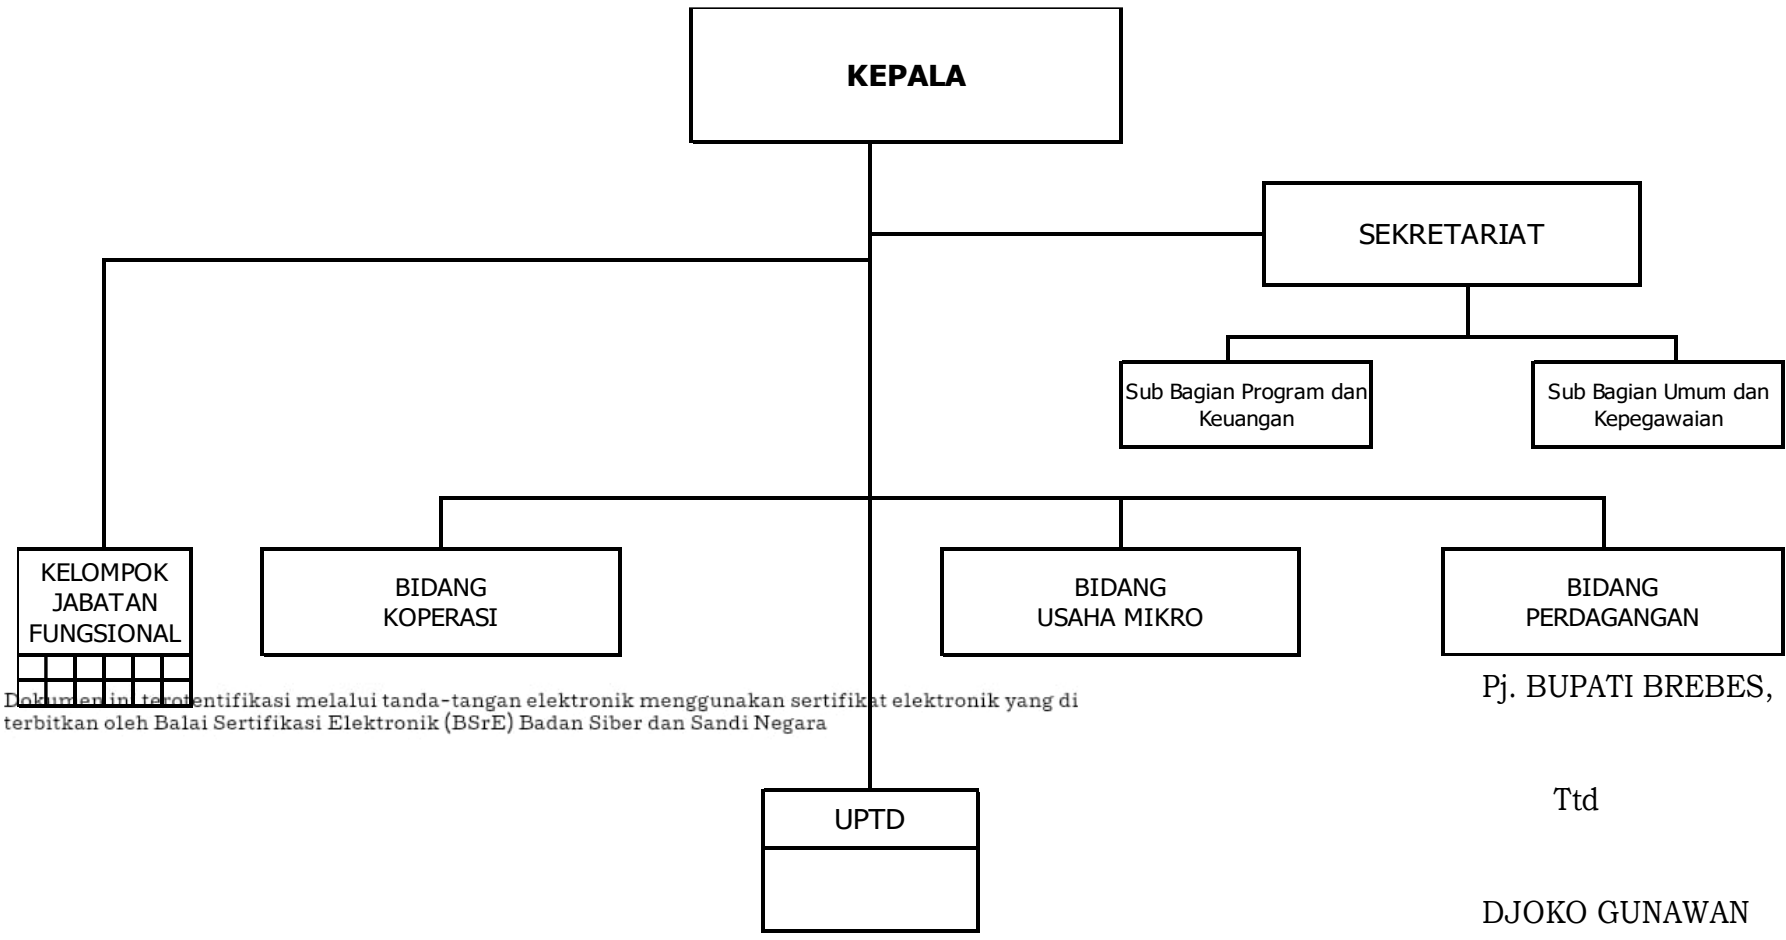 KEPALA
SEKRETARIAT
Sub Bagian Program dan
Keuangan
Sub Bagian Umum dan
Kepegawaian
KELOMPOK
JABATAN
FUNGSIONAL
BIDANG
KOPERASI
BIDANG
USAHA MIKRO
BIDANG
PERDAGANGAN
Dokumen ini terotentifikasi melalui tanda-tangan elektronik menggunakan sertifikat elektronik yang di
terbitkan oleh Balai Sertifikasi Elektronik (BSrE) Badan Siber dan Sandi Negara
Pj. BUPATI BREBES,
Ttd
UPTD
DJOKO GUNAWAN